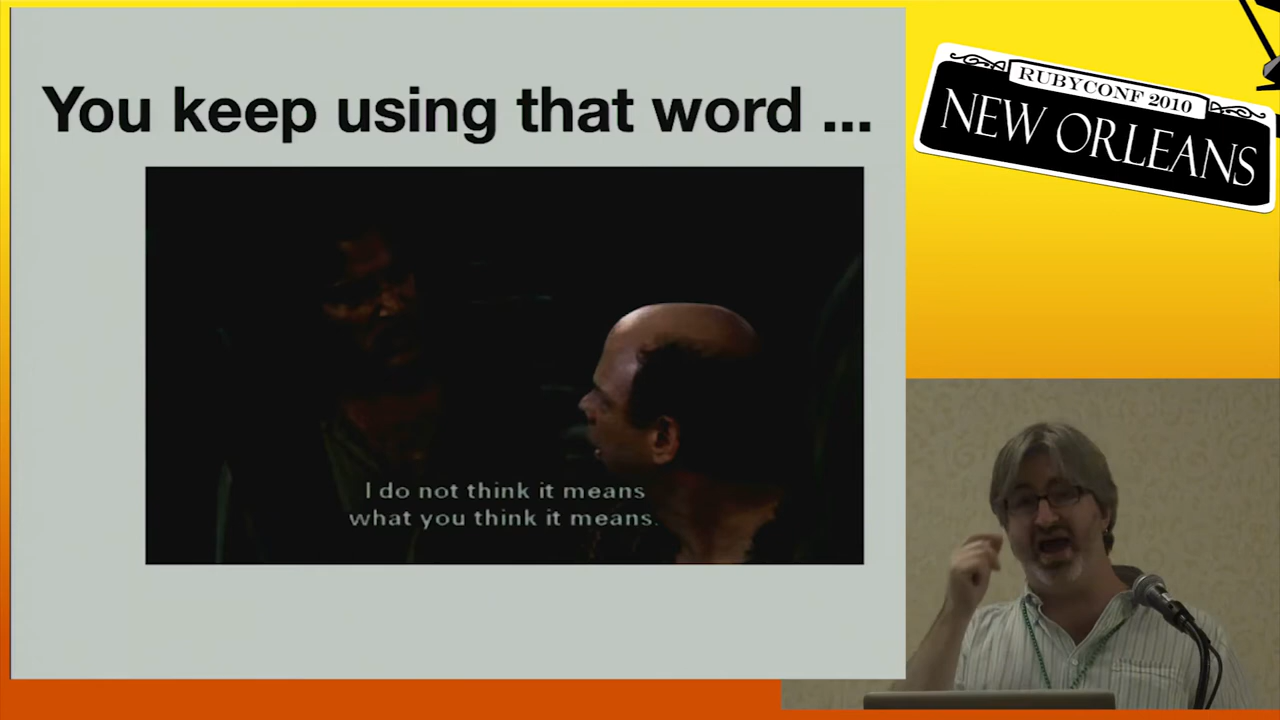 You keep using that word ...
I do not think it means
what you think it means.
RUBYCONF 2010
NEW ORLEANS